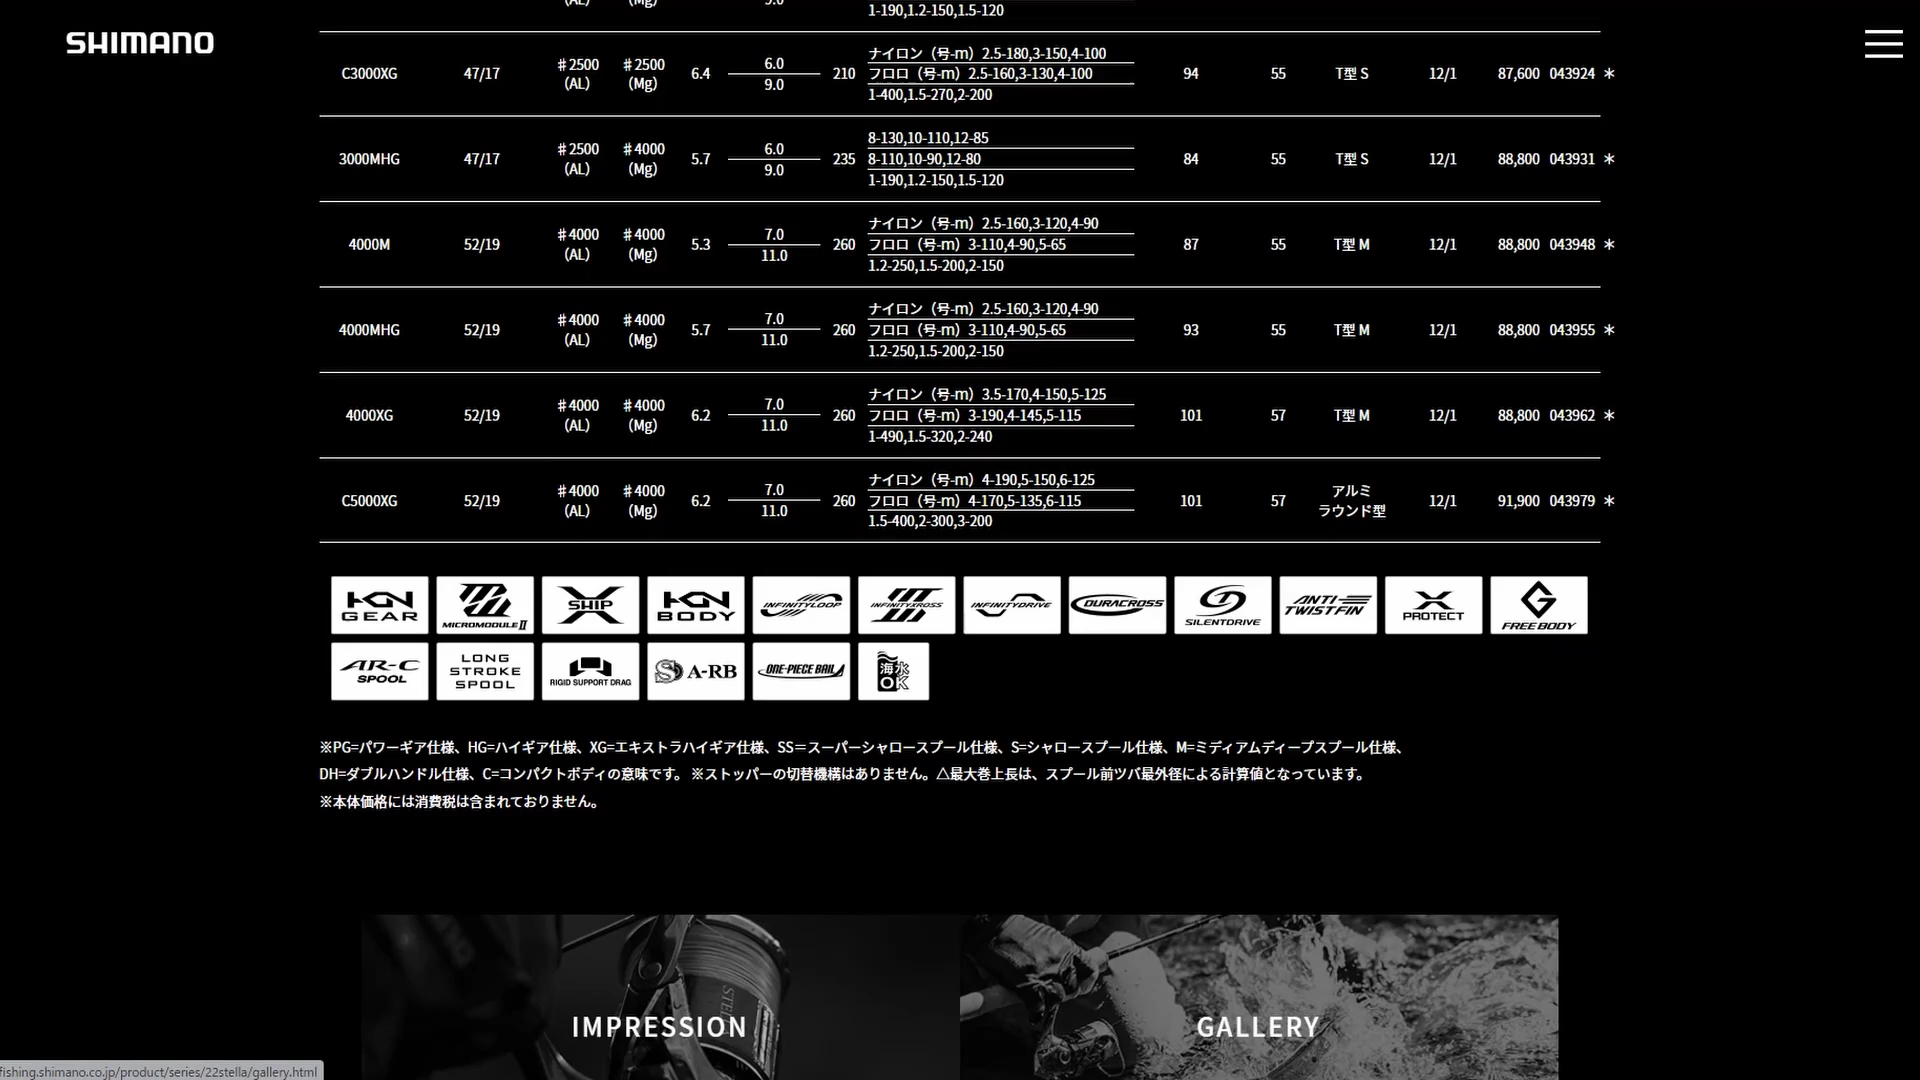 (AL) (Mg) 9.0
1-190,1.2-150,1.5-120
SHIMANO
C3000XG 47/17 #2500 (AL) #2500 (Mg) 6.4 6.0 9.0 210 ナイロン（号-m）2.5-180,3-150,4-100
フロロ（号-m）2.5-160,3-130,4-100
1-400,1.5-270,2-200
94 55 T型 S 12/1 87,600 043924 ＊
3000MHG 47/17 #2500 (AL) #4000 (Mg) 5.7 6.0 9.0 235 8-130,10-110,12-85
8-110,10-90,12-80
1-190,1.2-150,1.5-120
84 55 T型 S 12/1 88,800 043931 ＊
4000M 52/19 #4000 (AL) #4000 (Mg) 5.3 7.0 11.0 260 ナイロン（号-m）2.5-160,3-120,4-90
フロロ（号-m）3-110,4-90,5-65
1.2-250,1.5-200,2-150
87 55 T型 M 12/1 88,800 043948 ＊
4000MHG 52/19 #4000 (AL) #4000 (Mg) 5.7 7.0 11.0 260 ナイロン（号-m）2.5-160,3-120,4-90
フロロ（号-m）3-110,4-90,5-65
1.2-250,1.5-200,2-150
93 55 T型 M 12/1 88,800 043955 ＊
4000XG 52/19 #4000 (AL) #4000 (Mg) 6.2 7.0 11.0 260 ナイロン（号-m）3.5-170,4-150,5-125
フロロ（号-m）3-190,4-145,5-115
1-490,1.5-320,2-240
101 57 T型 M 12/1 88,800 043962 ＊
C5000XG 52/19 #4000 (AL) #4000 (Mg) 6.2 7.0 11.0 260 ナイロン（号-m）4-190,5-150,6-125
フロロ（号-m）4-170,5-135,6-115
1.5-400,2-300,3-200
101 57 アルミ ラウンド型 12/1 91,900 043979 ＊
HGN GEAR
MICROMODULE II
X SHIP
HGN BODY
INFINITYLOOP
INFINITYXROSS
INFINITYDRIVE
DURACROSS
SILENTDRIVE
ANTI TWISTFIN
X PROTECT
G FREE BODY
AR-C SPOOL
LONG STROKE SPOOL
RIGID SUPPORT DRAG
S A-RB
ONE-PIECE BAIL
海水OK
※PG=パワーギア仕様、HG=ハイギア仕様、XG=エキストラハイギア仕様、SS＝スーパーシャロースプール仕様、S=シャロースプール仕様、M=ミディアムディープスプール仕様、
DH=ダブルハンドル仕様、C=コンパクトボディの意味です。 ※ストッパーの切替機構はありません。△最大巻上長は、スプール前ツバ最外径による計算値となっています。
※本体価格には消費税は含まれておりません。
STEL
IMPRESSION
GALLERY
fishing.shimano.co.jp/product/series/22stella/gallery.html